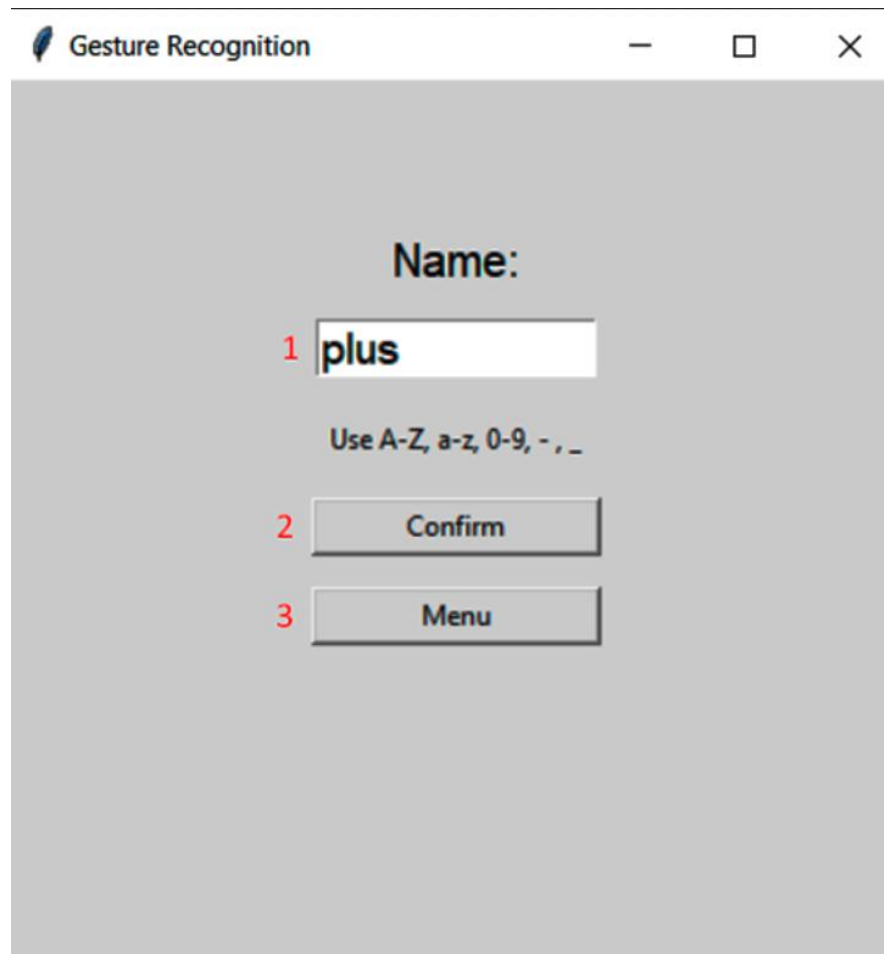 Gesture Recognition
Name:
1 plus
Use A-Z, a-z, 0-9, - , _
2 Confirm
3 Menu